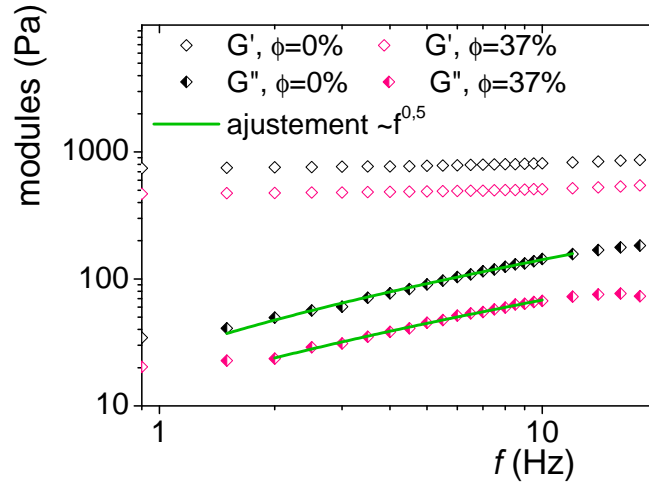 modules (Pa)
G', ϕ=0% G', ϕ=37%
G", ϕ=0% G", ϕ=37%
ajustement ~f^0,5
1000
100
10
1 10
f (Hz)